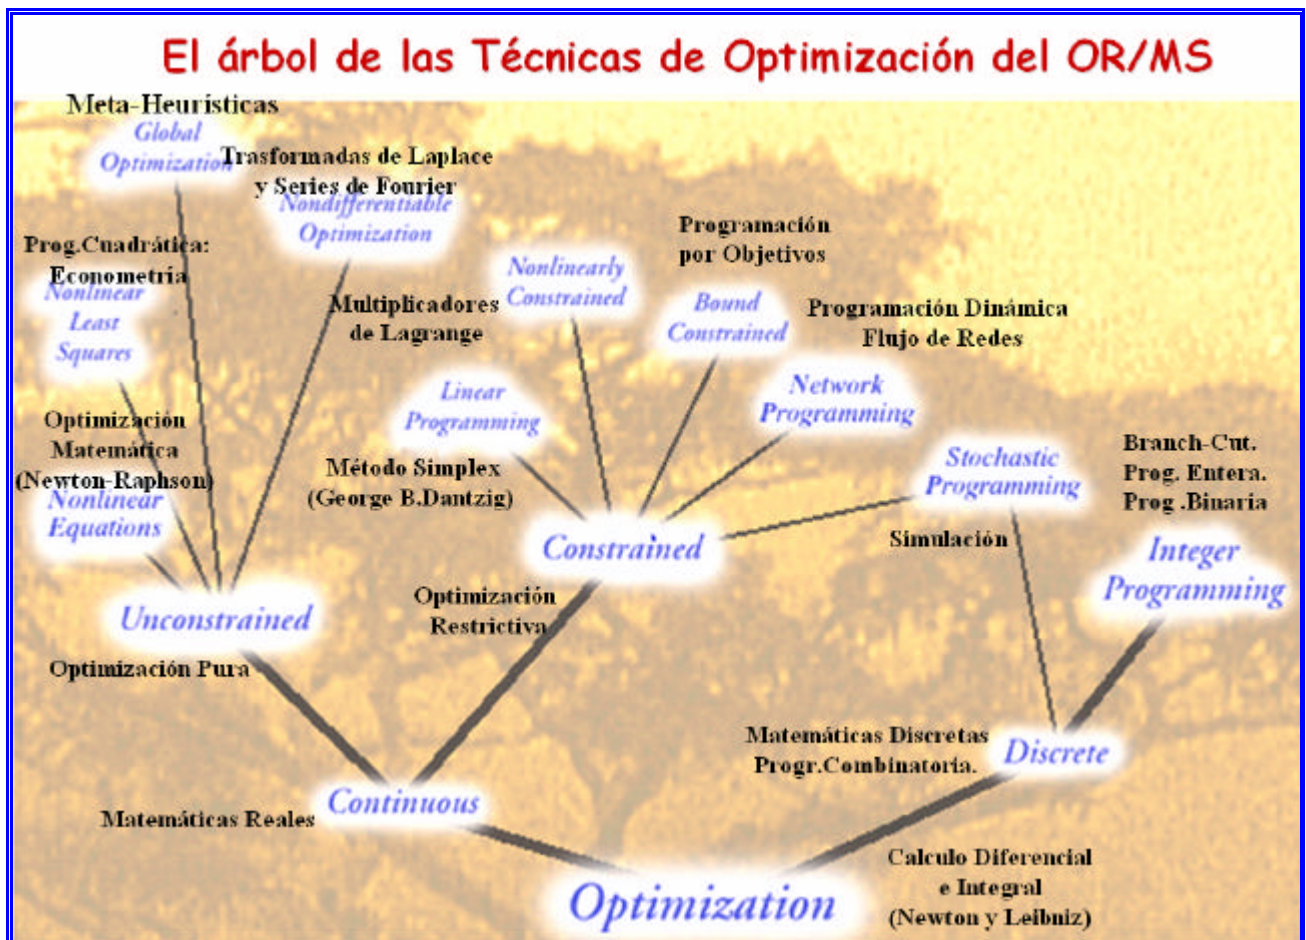 El árbol de las Técnicas de Optimización del OR/MS
Meta-Heurísticas
Global
Optimization
Trasformadas de Laplace
y Series de Fourier
Nondifferentiable
Optimization
Prog.Cuadrática:
Econometría
Nonlinear
Least
Squares
Optimización
Matemática
(Newton-Raphson)
Nonlinear
Equations
Unconstrained
Optimización Pura
Multiplicadores
de Lagrange
Nonlinearly
Constrained
Programación
por Objetivos
Bound
Constrained
Programación Dinámica
Flujo de Redes
Network
Programming
Linear
Programming
Método Simplex
(George B.Dantzig)
Constrained
Optimización
Restrictiva
Stochastic
Programming
Simulación
Branch-Cut.
Prog. Entera.
Prog .Binaria
Integer
Programming
Matemáticas Discretas
Progr.Combinatoria.
Discrete
Continuous
Matemáticas Reales
Optimization
Calculo Diferencial
e Integral
(Newton y Leibniz)